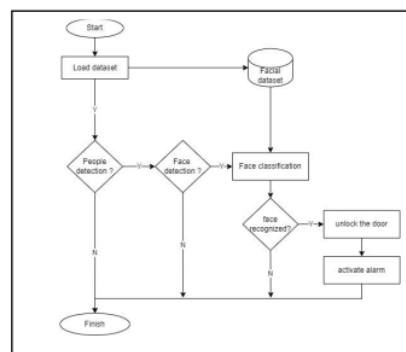 Start
Load dataset
Facial
dataset
Y
People
detection ?
Y
Face
detection ?
Y
Face classification
N
N
face
recognized?
Y
unlock the door
N
activate alarm
Finish